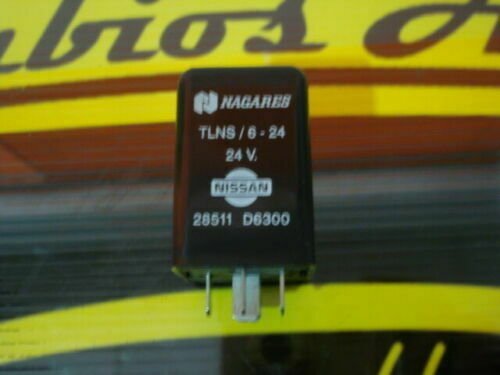 NAGARES
TLNS / 6 - 24
24 V.
NISSAN
28511 D6300